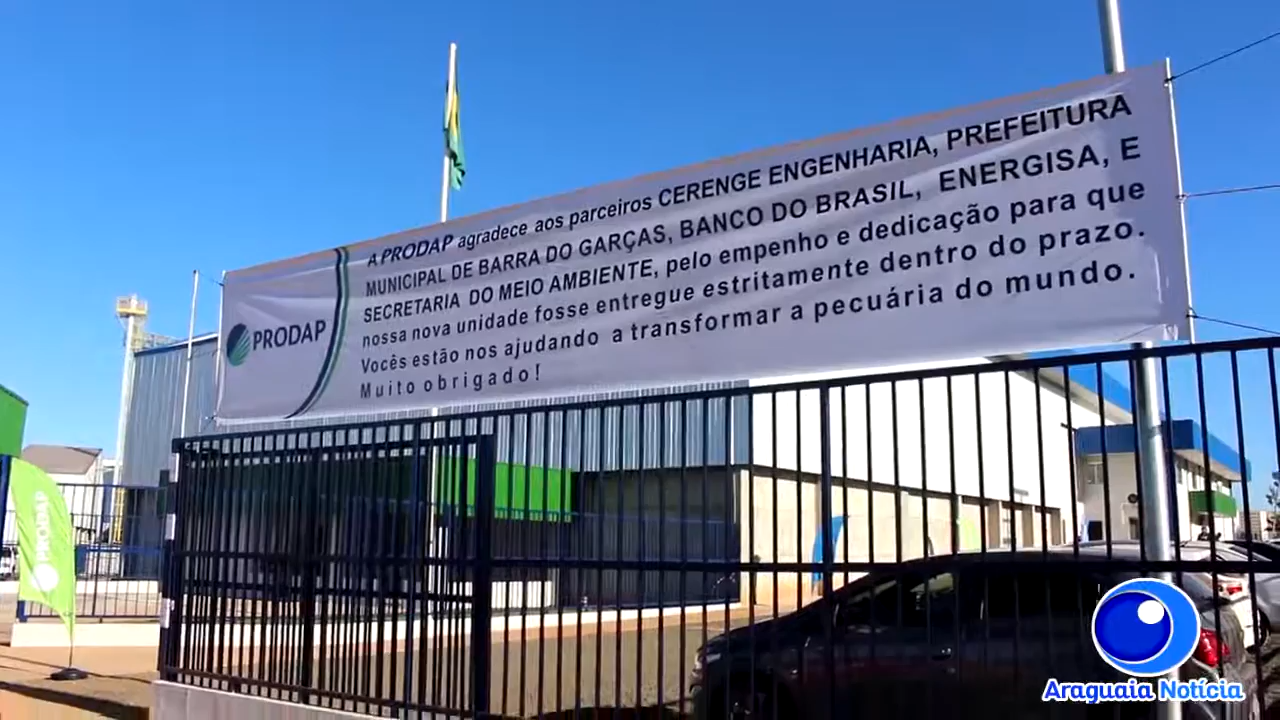 A PRODAP agradece aos parceiros CERENGE ENGENHARIA, PREFEITURA
MUNICIPAL DE BARRA DO GARÇAS, BANCO DO BRASIL, ENERGISA, E
SECRETARIA DO MEIO AMBIENTE, pelo empenho e dedicação para que
nossa nova unidade fosse entregue estritamente dentro do prazo.
Vocês estão nos ajudando a transformar a pecuária do mundo.
Muito obrigado!
PRODAP
PRODAP
Araguaia Notícia